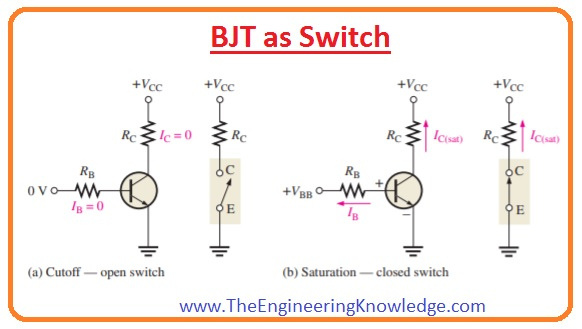 BJT as Switch
+VCC
+VCC
+VCC
+VCC
RC
IC = 0
RC
RC
IC(sat)
RC
IC(sat)
RB
C
RB
+
C
0 V
+VBB
IB = 0
E
IB
–
E
(a) Cutoff — open switch
(b) Saturation — closed switch
www.TheEngineeringKnowledge.com